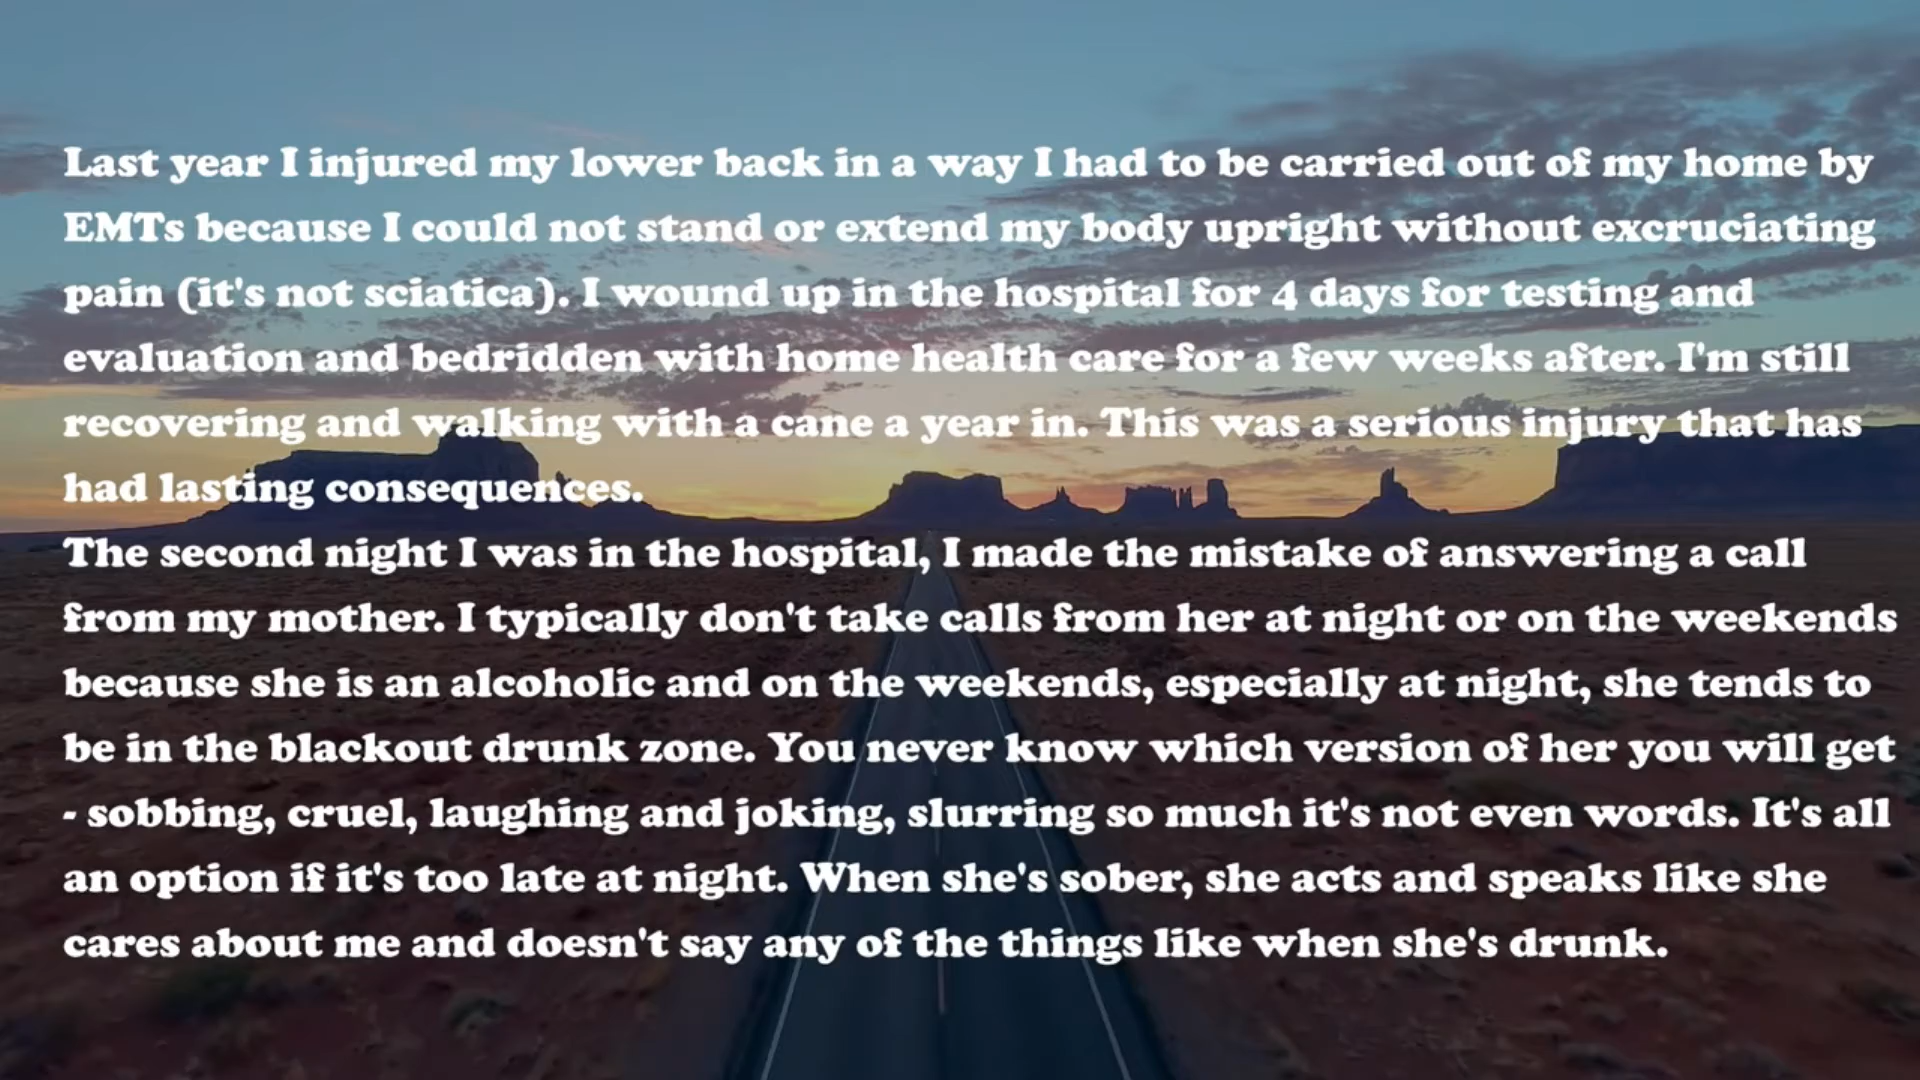 Last year I injured my lower back in a way I had to be carried out of my home by
EMTs because I could not stand or extend my body upright without excruciating
pain (it's not sciatica). I wound up in the hospital for 4 days for testing and
evaluation and bedridden with home health care for a few weeks after. I'm still
recovering and walking with a cane a year in. This was a serious injury that has
had lasting consequences.
The second night I was in the hospital, I made the mistake of answering a call
from my mother. I typically don't take calls from her at night or on the weekends
because she is an alcoholic and on the weekends, especially at night, she tends to
be in the blackout drunk zone. You never know which version of her you will get
- sobbing, cruel, laughing and joking, slurring so much it's not even words. It's all
an option if it's too late at night. When she's sober, she acts and speaks like she
cares about me and doesn't say any of the things like when she's drunk.